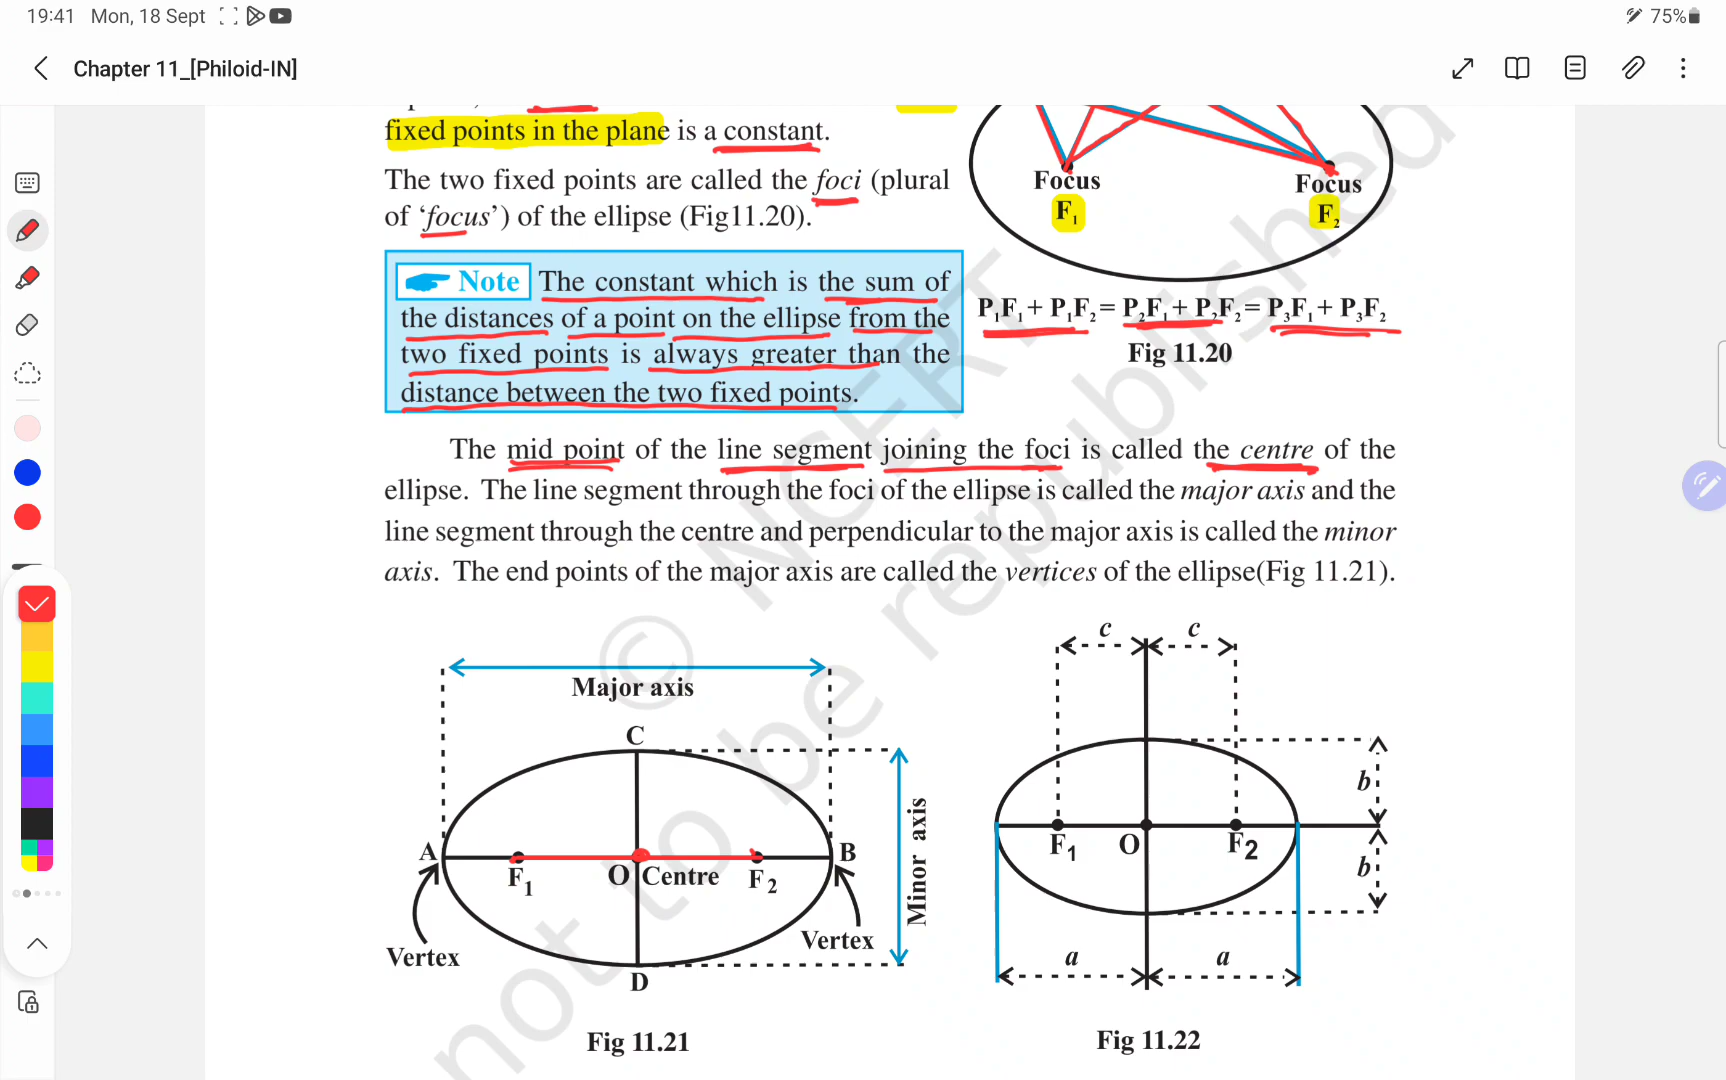 19:41 Mon, 18 Sept
75%
Chapter 11_[Philoid-IN]
fixed points in the plane is a constant.
The two fixed points are called the foci (plural
of ‘focus’) of the ellipse (Fig11.20).
Note The constant which is the sum of
the distances of a point on the ellipse from the
two fixed points is always greater than the
distance between the two fixed points.
Focus
F₁
Focus
F₂
P₁F₁ + P₁F₂ = P₂F₁ + P₂F₂ = P₃F₁ + P₃F₂
Fig 11.20
The mid point of the line segment joining the foci is called the centre of the
ellipse. The line segment through the foci of the ellipse is called the major axis and the
line segment through the centre and perpendicular to the major axis is called the minor
axis. The end points of the major axis are called the vertices of the ellipse(Fig 11.21).
Major axis
C
A
B
F₁
O
Centre
F₂
Minor axis
Vertex
Vertex
D
Fig 11.21
c
c
b
F₁
O
F₂
b
a
a
Fig 11.22
© NCERT
not to be republished